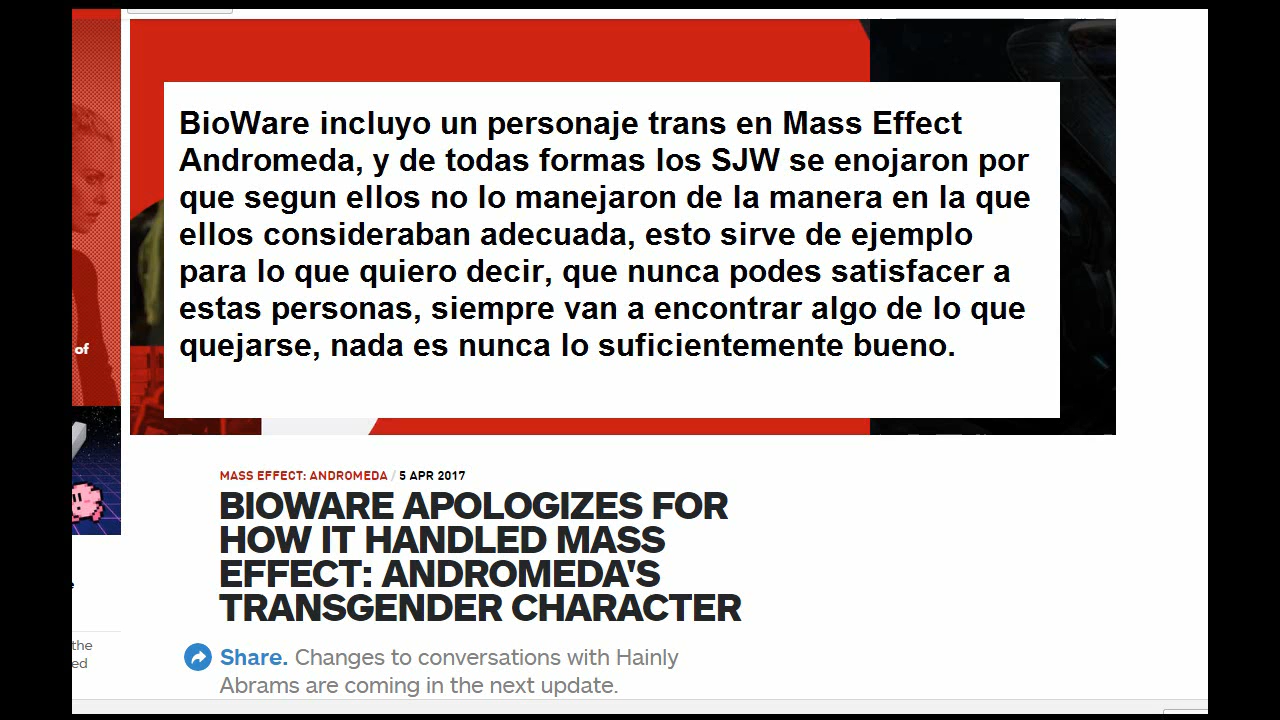 BioWare incluyo un personaje trans en Mass Effect
Andromeda, y de todas formas los SJW se enojaron por
que segun ellos no lo manejaron de la manera en la que
ellos consideraban adecuada, esto sirve de ejemplo
para lo que quiero decir, que nunca podes satisfacer a
estas personas, siempre van a encontrar algo de lo que
quejarse, nada es nunca lo suficientemente bueno.
of
MASS EFFECT: ANDROMEDA / 5 APR 2017
BIOWARE APOLOGIZES FOR
HOW IT HANDLED MASS
EFFECT: ANDROMEDA'S
TRANSGENDER CHARACTER
the
ed
Share. Changes to conversations with Hainly
Abrams are coming in the next update.